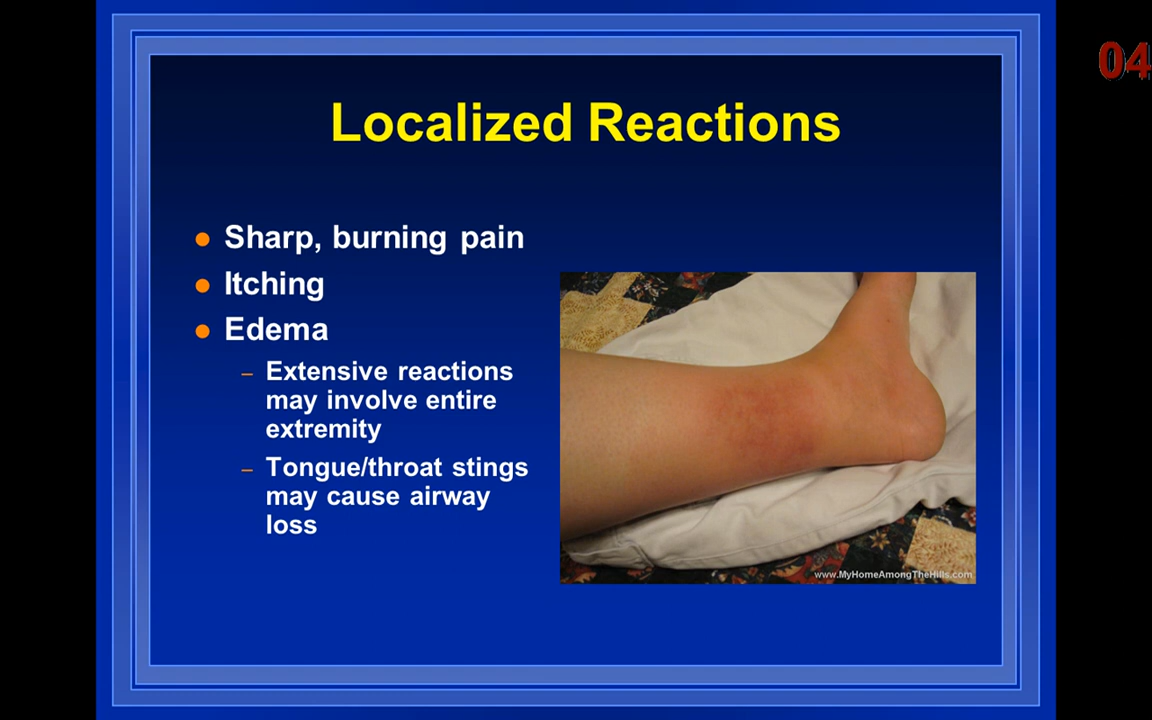 04
Localized Reactions
Sharp, burning pain
Itching
Edema
– Extensive reactions
may involve entire
extremity
– Tongue/throat stings
may cause airway
loss
www.MyHomeAmongTheHills.com